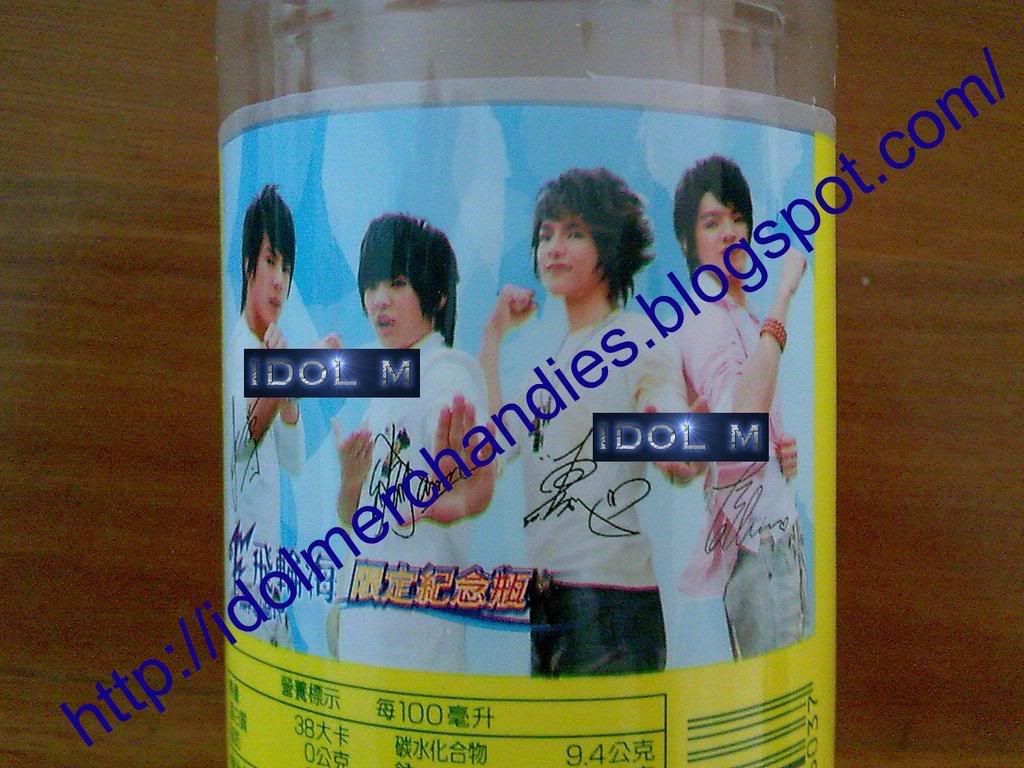 IDOL M
IDOL M
http://idolmerchandies.blogspot.com/
飛輪海 限定紀念瓶
營養標示
每100毫升
38大卡
碳水化合物 9.4公克
0公克